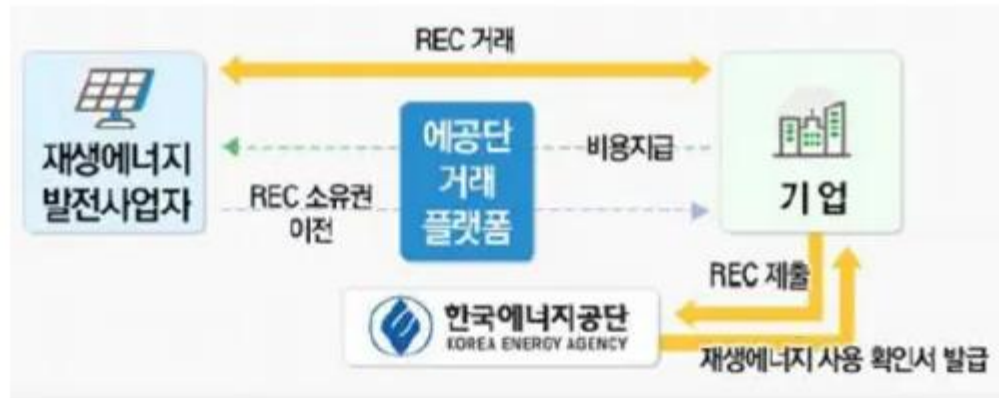 REC 거래
재생에너지
발전사업자
에공단
거래
플랫폼
비용지급
REC 소유권
이전
기업
REC 제출
한국에너지공단
KOREA ENERGY AGENCY
재생에너지 사용 확인서 발급